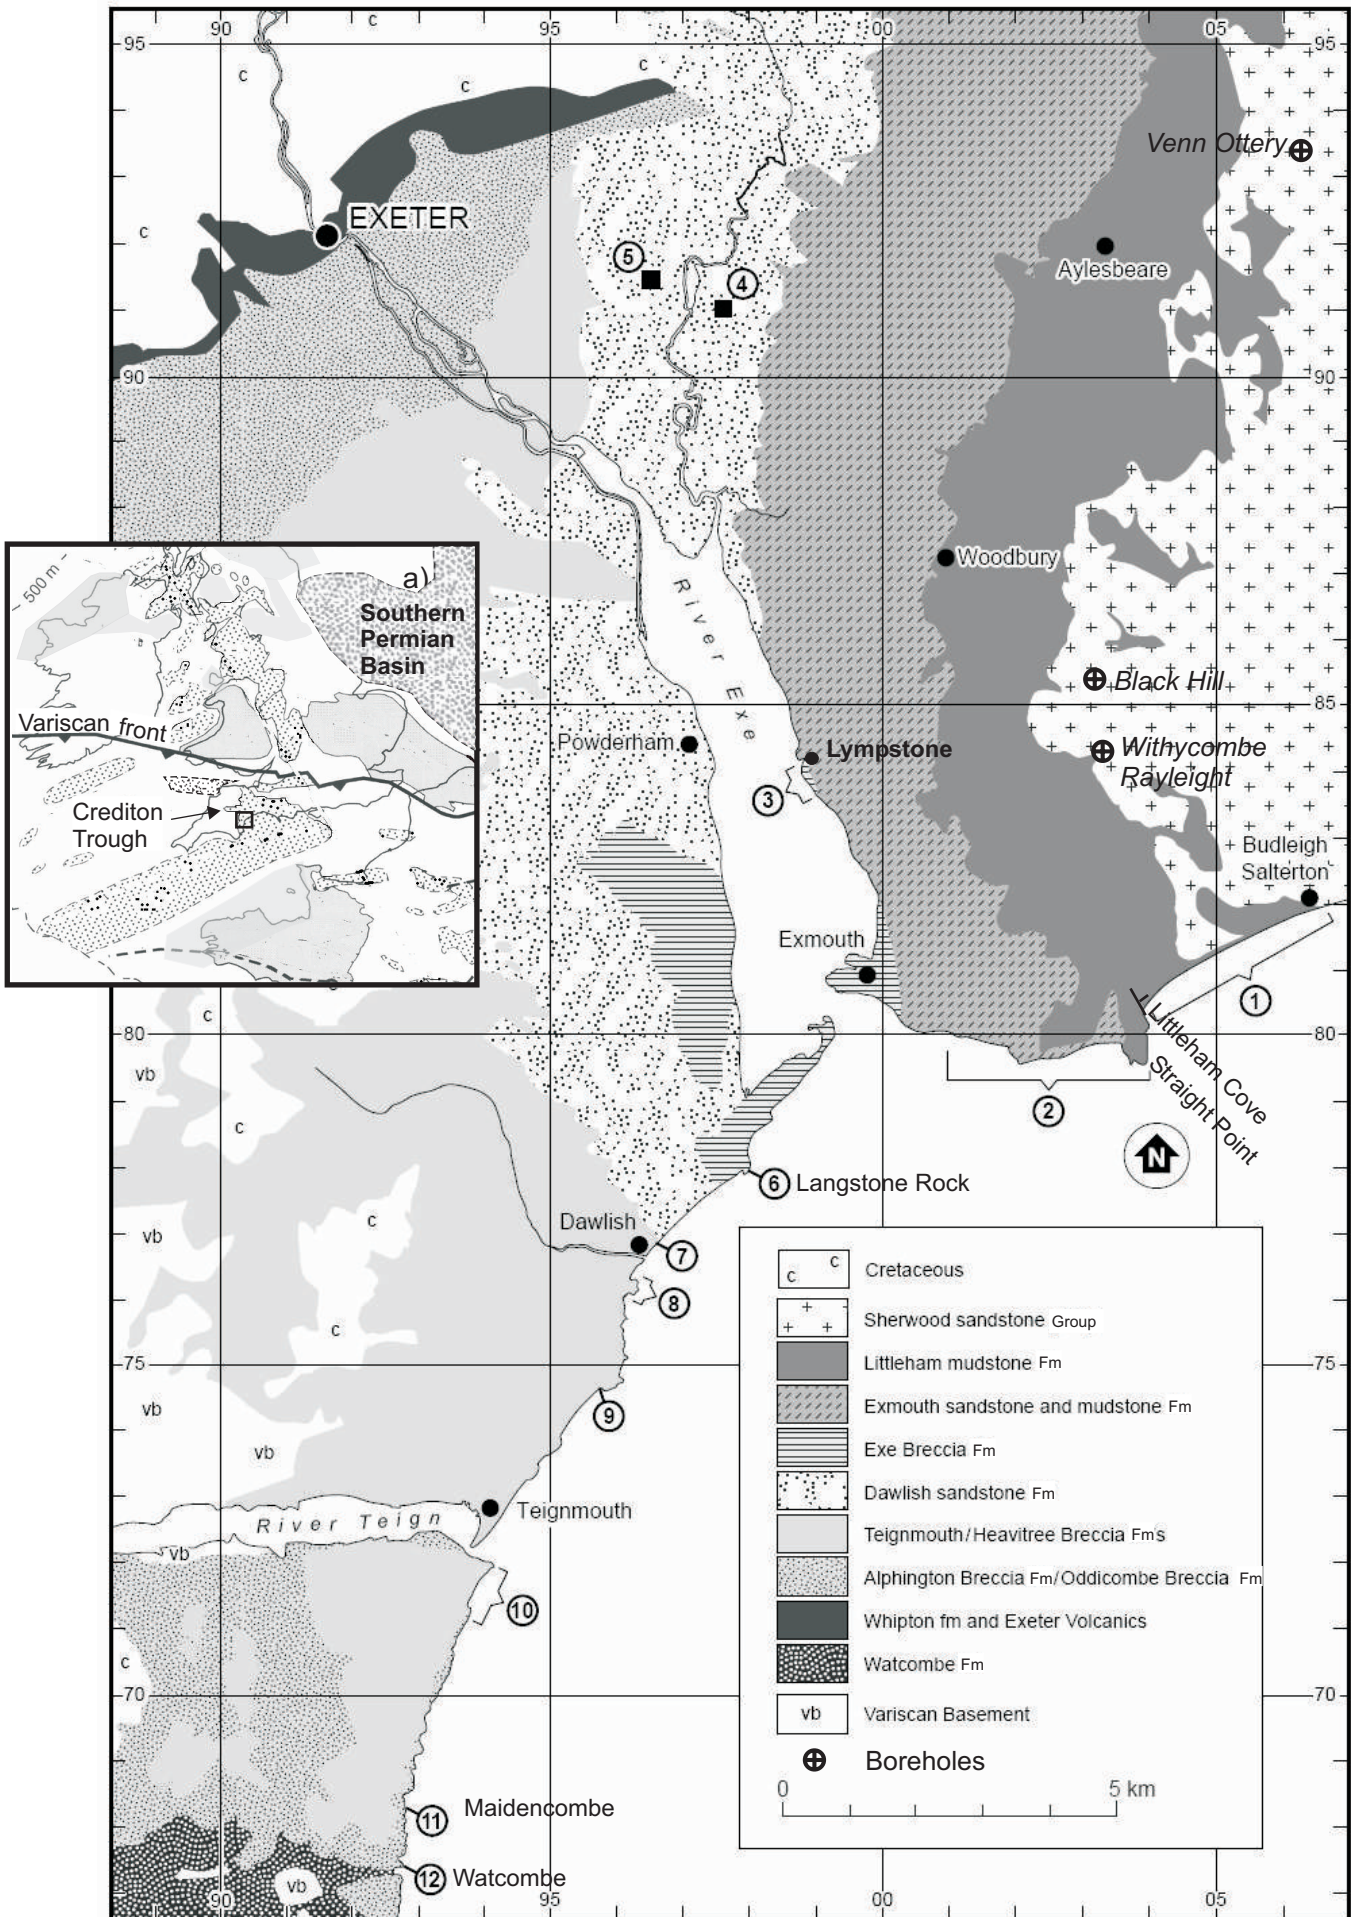 90
95
00
05
95
95
c
c
c
c
c
Venn Ottery
EXETER
5
4
Aylesbeare
90
90
Woodbury
River Exe
a)
500 m
Southern
Permian
Basin
Variscan front
Crediton
Trough
Black Hill
85
Powderham
Lympstone
Withycombe
Rayleight
3
Budleigh
Salterton
Exmouth
1
c
80
Littleham Cove
Straight Point
vb
2
c
N
6 Langstone Rock
Dawlish
c
vb
7
8
c
75
75
vb
9
vb
Teignmouth
River Teign
vb
10
c
70
70
11 Maidencombe
12 Watcombe
vb
90
95
00
05
c c Cretaceous
Sherwood sandstone Group
Littleham mudstone Fm
Exmouth sandstone and mudstone Fm
Exe Breccia Fm
Dawlish sandstone Fm
Teignmouth/Heavitree Breccia Fm's
Alphington Breccia Fm/Oddicombe Breccia Fm
Whipton fm and Exeter Volcanics
Watcombe Fm
vb Variscan Basement
Boreholes
0 5 km